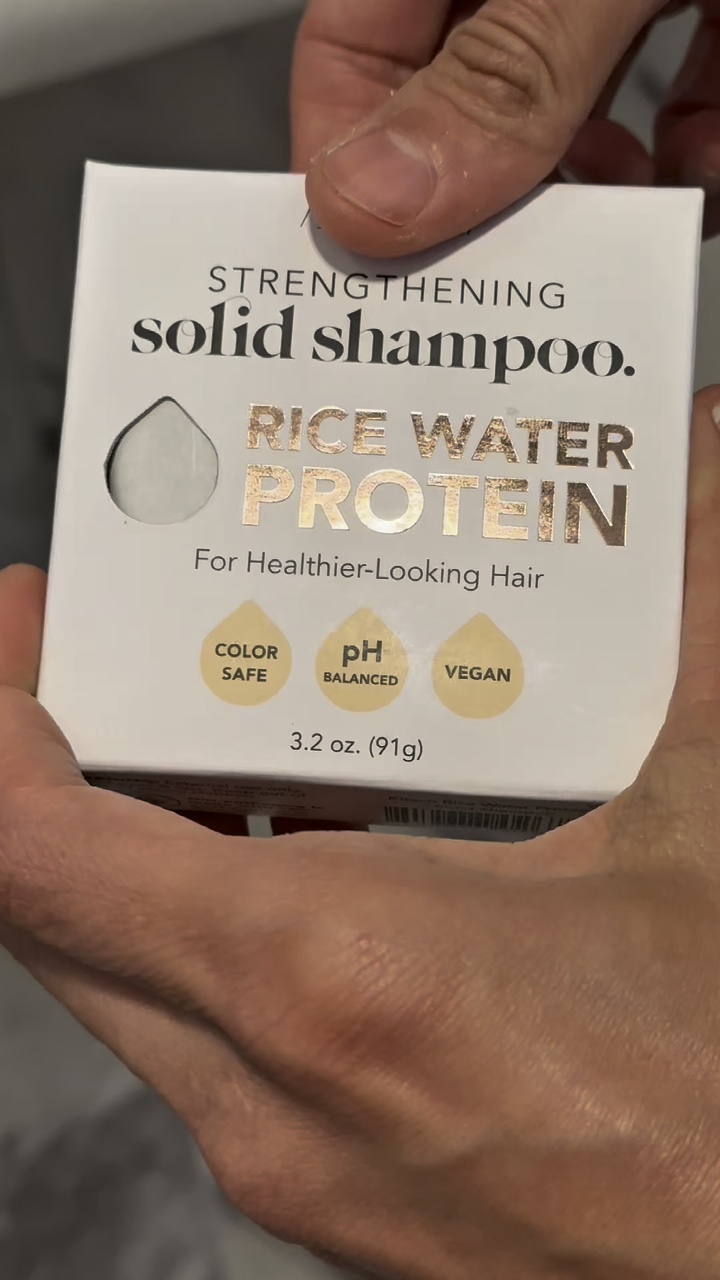 STRENGTHENING
solid shampoo.
RICE WATER
PROTEIN
For Healthier-Looking Hair
COLOR
SAFE
pH
BALANCED
VEGAN
3.2 oz. (91g)